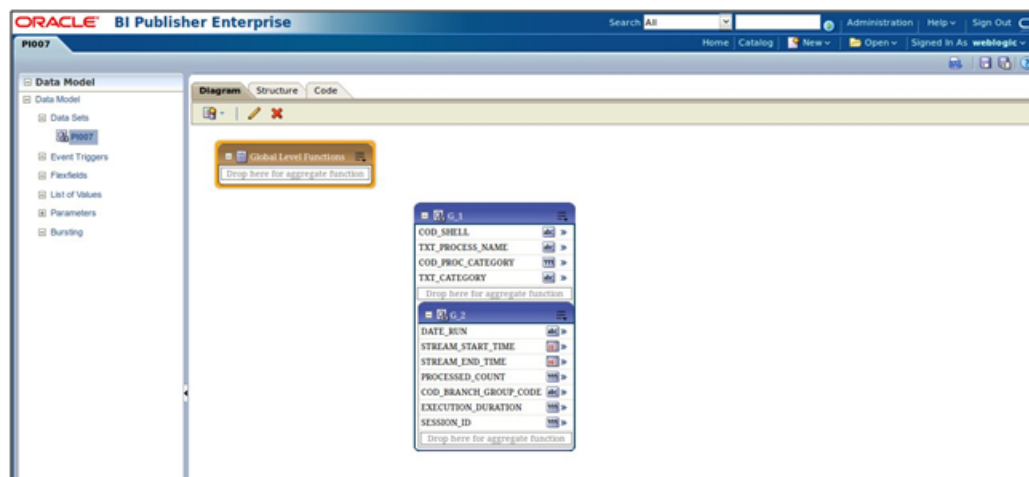 ORACLE BI Publisher Enterprise Search All Administration Help Sign Out
PI007 Home Catalog New Open Signed In As weblogic
Data Model
Data Model
Data Sets
PI007
Event Triggers
Flexfields
List of Values
Parameters
Bursting
Diagram Structure Code
Global Level Functions
Drop here for aggregate function
G_1
COD_SHELL
TXT_PROCESS_NAME
COD_PROC_CATEGORY
TXT_CATEGORY
Drop here for aggregate function
G_2
DATE_RUN
STREAM_START_TIME
STREAM_END_TIME
PROCESSED_COUNT
COD_BRANCH_GROUP_CODE
EXECUTION_DURATION
SESSION_ID
Drop here for aggregate function